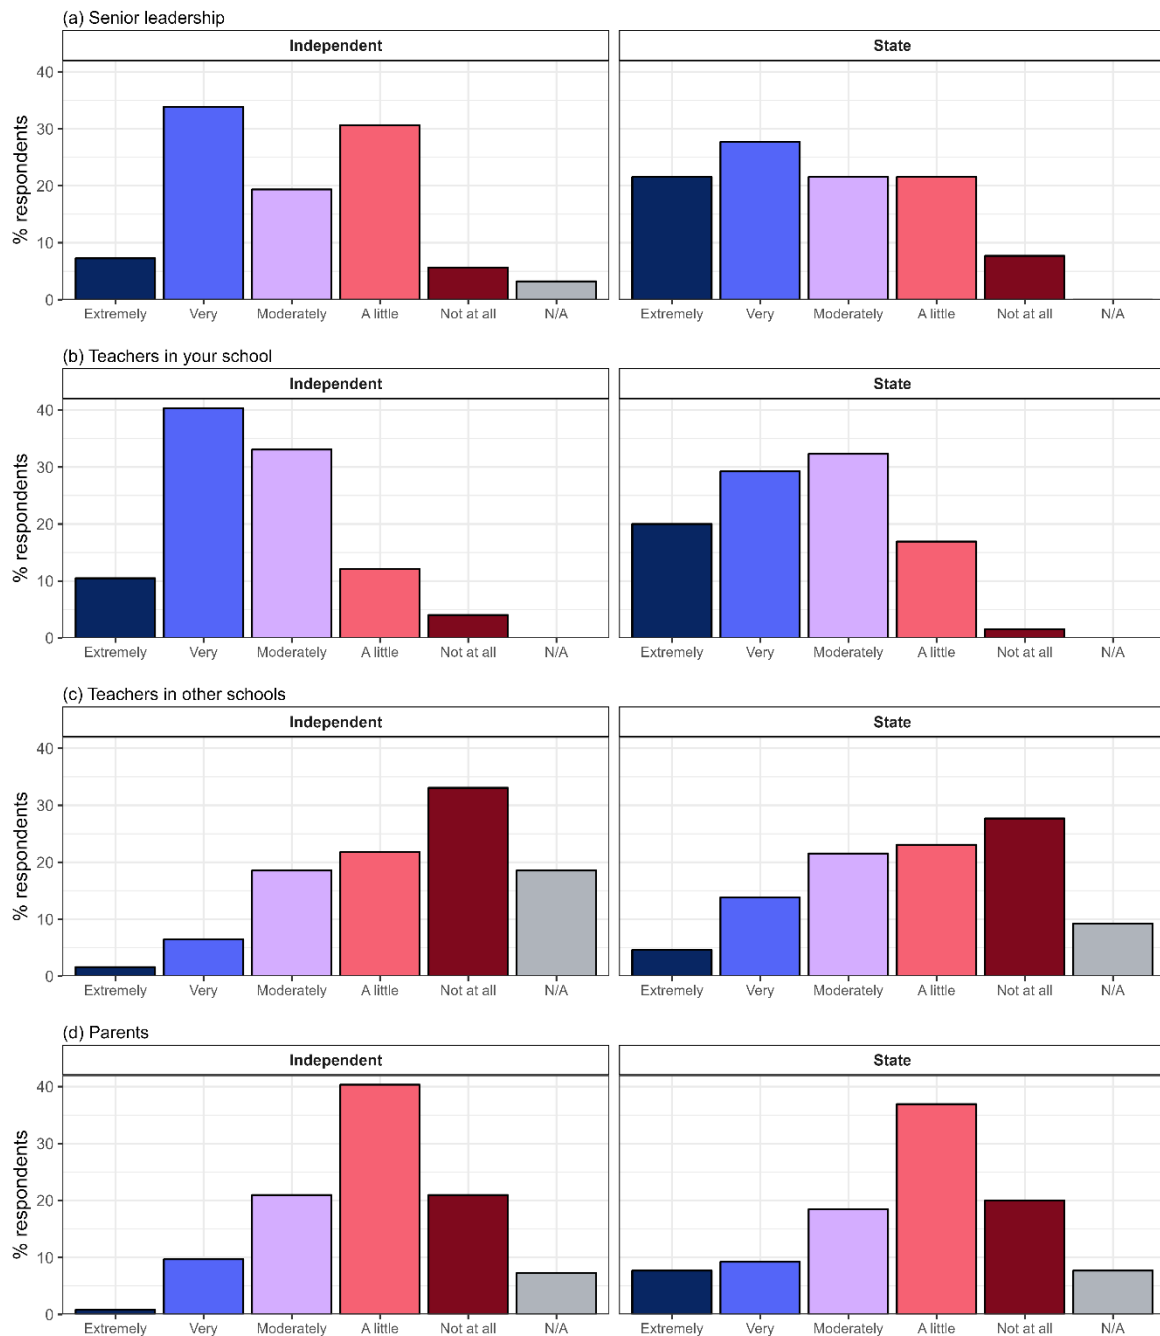 (a) Senior leadership
Independent State
40
30
20
10
0
% respondents
Extremely Very Moderately A little Not at all N/A Extremely Very Moderately A little Not at all N/A
(b) Teachers in your school
Independent State
40
30
20
10
0
% respondents
Extremely Very Moderately A little Not at all N/A Extremely Very Moderately A little Not at all N/A
(c) Teachers in other schools
Independent State
40
30
20
10
0
% respondents
Extremely Very Moderately A little Not at all N/A Extremely Very Moderately A little Not at all N/A
(d) Parents
Independent State
40
30
20
10
0
% respondents
Extremely Very Moderately A little Not at all N/A Extremely Very Moderately A little Not at all N/A